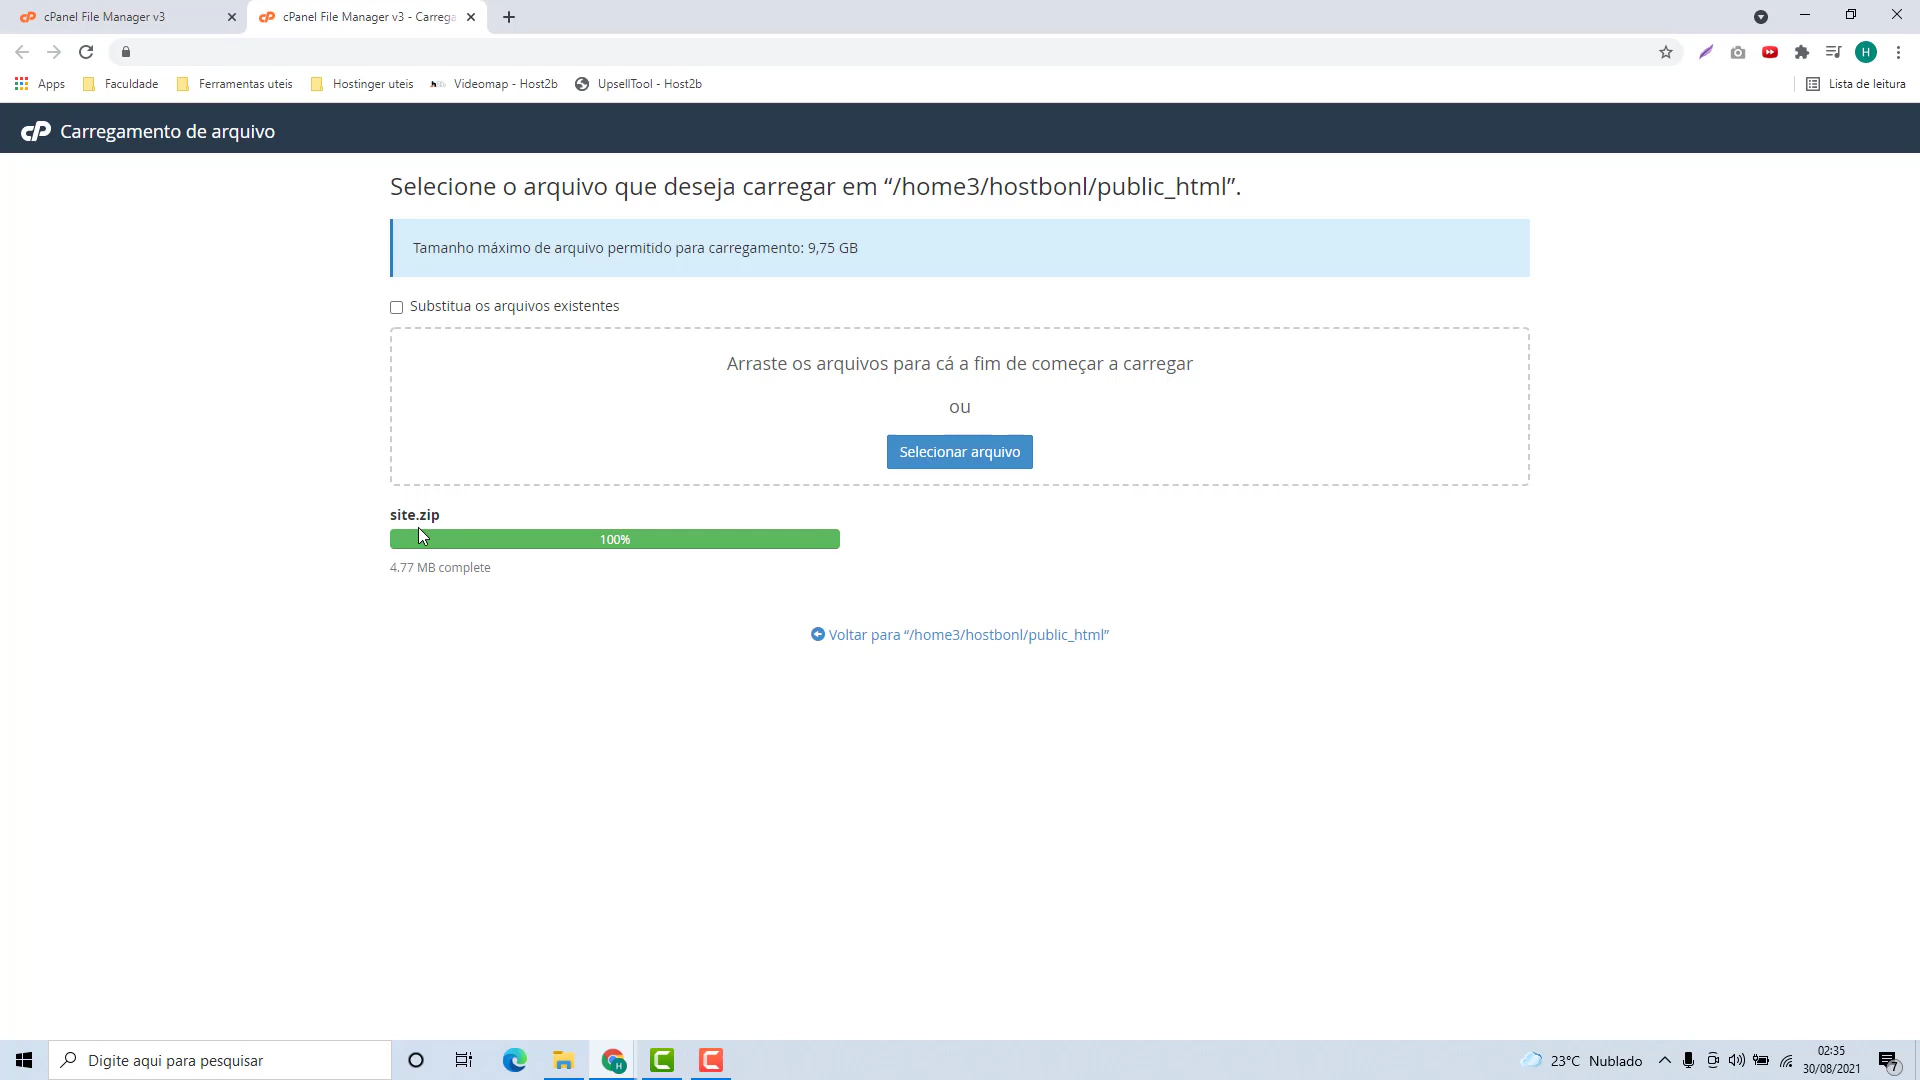 cPanel File Manager v3
cPanel File Manager v3 - Carrega
H
Apps
Faculdade
Ferramentas uteis
Hostinger uteis
Videomap - Host2b
UpsellTool - Host2b
Lista de leitura
cP Carregamento de arquivo
Selecione o arquivo que deseja carregar em “/home3/hostbonl/public_html”.
Tamanho máximo de arquivo permitido para carregamento: 9,75 GB
Substitua os arquivos existentes
Arraste os arquivos para cá a fim de começar a carregar
ou
Selecionar arquivo
site.zip
100%
4.77 MB complete
Voltar para “/home3/hostbonl/public_html”
Digite aqui para pesquisar
23°C Nublado
02:35
30/08/2021
7